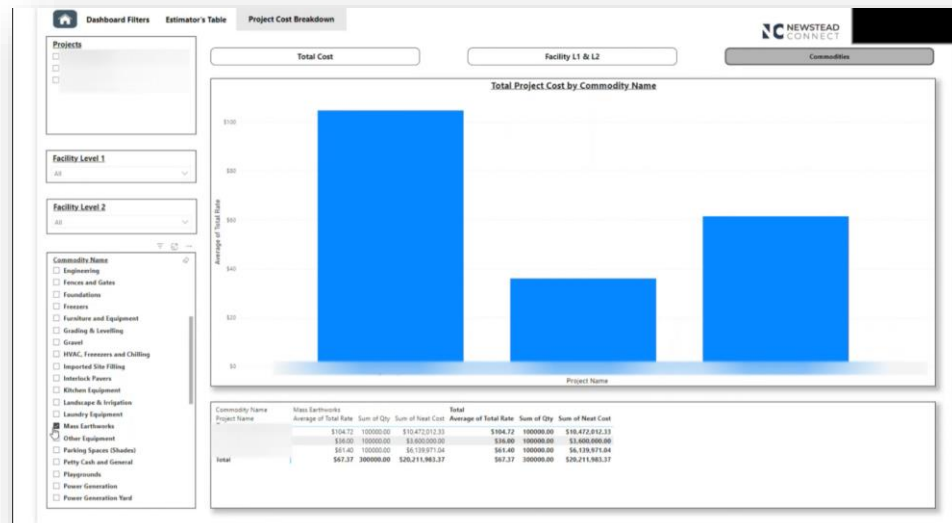 Dashboard Filters Estimator's Table Project Cost Breakdown
NC NEWSTEAD
CONNECT
Projects
Total Cost Facility L1 & L2 Commodities
Total Project Cost by Commodity Name
Facility Level 1
All
Facility Level 2
All
Commodity Name
Engineering
Fences and Gates
Foundations
Freezers
Furniture and Equipment
Grading & Levelling
Gravel
HVAC, Freezers and Chilling
Imported Site Filling
Interlock Pavers
Kitchen Equipment
Landscape & Irrigation
Laundry Equipment
Mass Earthworks
Other Equipment
Parking Spaces (Shades)
Petty Cash and General
Playgrounds
Power Generation
Power Generation Yard
Average of Total Rate
$100
$80
$60
$40
$20
$0
Project Name
Commodity Name Mass Earthworks Total
Project Name Average of Total Rate Sum of Qty Sum of Neat Cost Average of Total Rate Sum of Qty Sum of Neat Cost
$104.72 100000.00 $10,472,012.33 $104.72 100000.00 $10,472,012.33
$36.00 100000.00 $3,600,000.00 $36.00 100000.00 $3,600,000.00
$61.40 100000.00 $6,139,971.04 $61.40 100000.00 $6,139,971.04
Total $67.37 300000.00 $20,211,983.37 $67.37 300000.00 $20,211,983.37